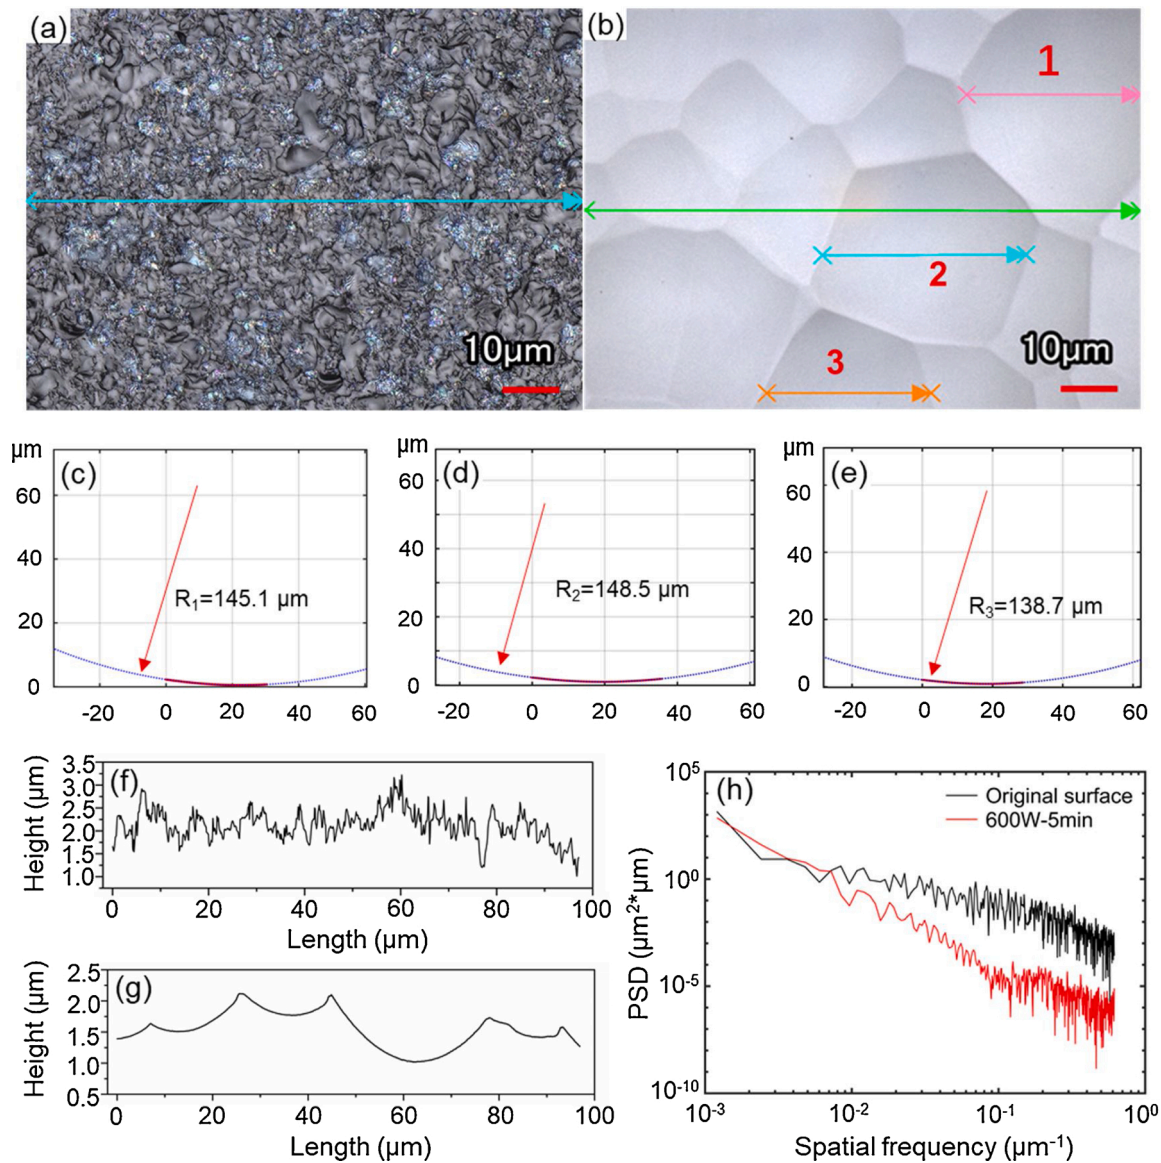 (a)
10μm
(b)
1
2
3
10μm
μm
(c)
60
40
20
0
R1=145.1 μm
-20 0 20 40 60
μm
(d)
60
40
20
0
R2=148.5 μm
-20 0 20 40 60
μm
(e)
60
40
20
0
R3=138.7 μm
-20 0 20 40 60
Height (μm)
(f)
3.5
3.0
2.5
2.0
1.5
1.0
0 20 40 60 80 100
Length (μm)
Height (μm)
(g)
2.5
2.0
1.5
1.0
0.5
0 20 40 60 80 100
Length (μm)
PSD (μm²*μm)
(h)
Original surface
600W-5min
10⁵
10⁰
10⁻⁵
10⁻¹⁰
10⁻³ 10⁻² 10⁻¹ 10⁰
Spatial frequency (μm⁻¹)